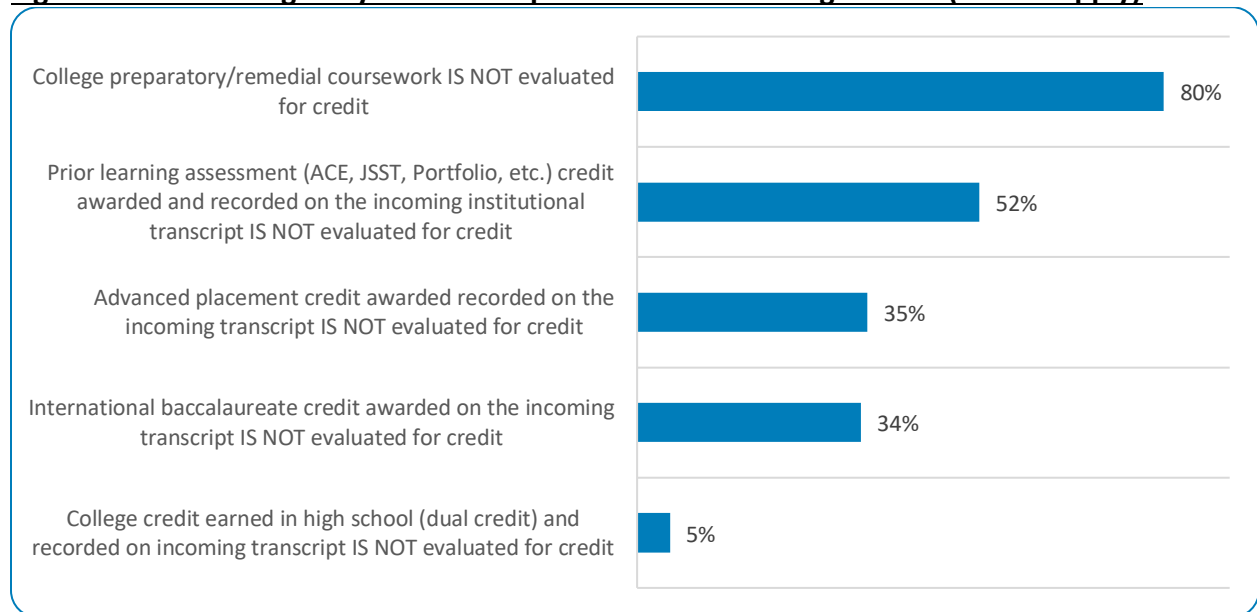 College preparatory/remedial coursework IS NOT evaluated
for credit
80%
Prior learning assessment (ACE, JSST, Portfolio, etc.) credit
awarded and recorded on the incoming institutional
transcript IS NOT evaluated for credit
52%
Advanced placement credit awarded recorded on the
incoming transcript IS NOT evaluated for credit
35%
International baccalaureate credit awarded on the incoming
transcript IS NOT evaluated for credit
34%
College credit earned in high school (dual credit) and
recorded on incoming transcript IS NOT evaluated for credit
5%